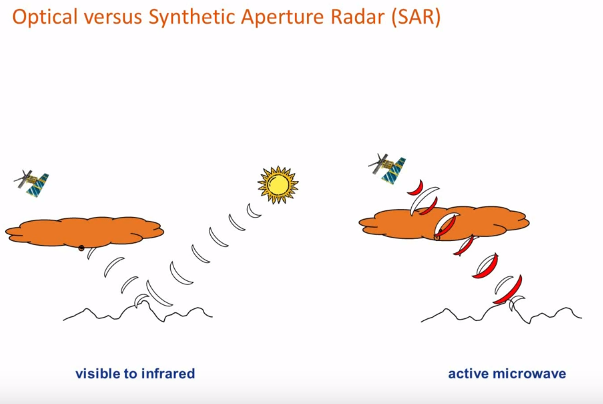 Optical versus Synthetic Aperture Radar (SAR)
visible to infrared
active microwave